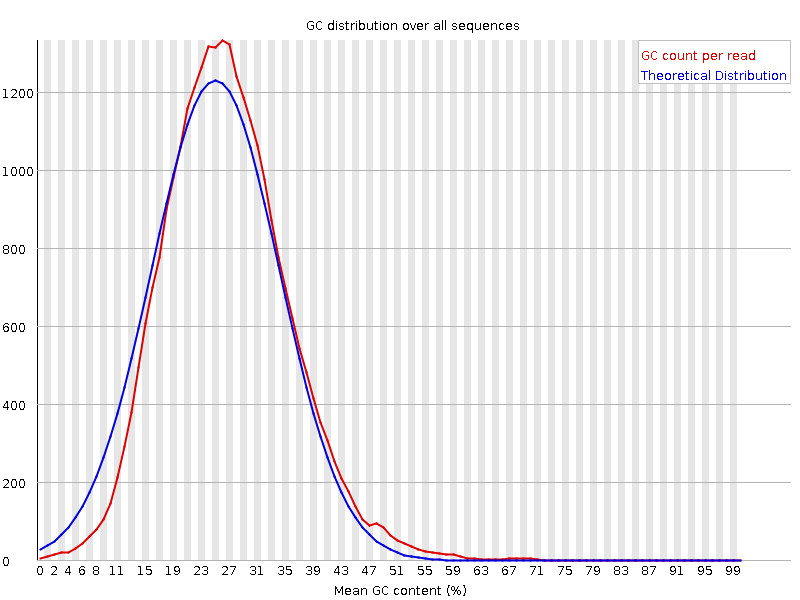 GC distribution over all sequences
GC count per read
Theoretical Distribution
1200
1000
800
600
400
200
0
0 2 4 6 8 11 15 19 23 27 31 35 39 43 47 51 55 59 63 67 71 75 79 83 87 91 95 99
Mean GC content (%)